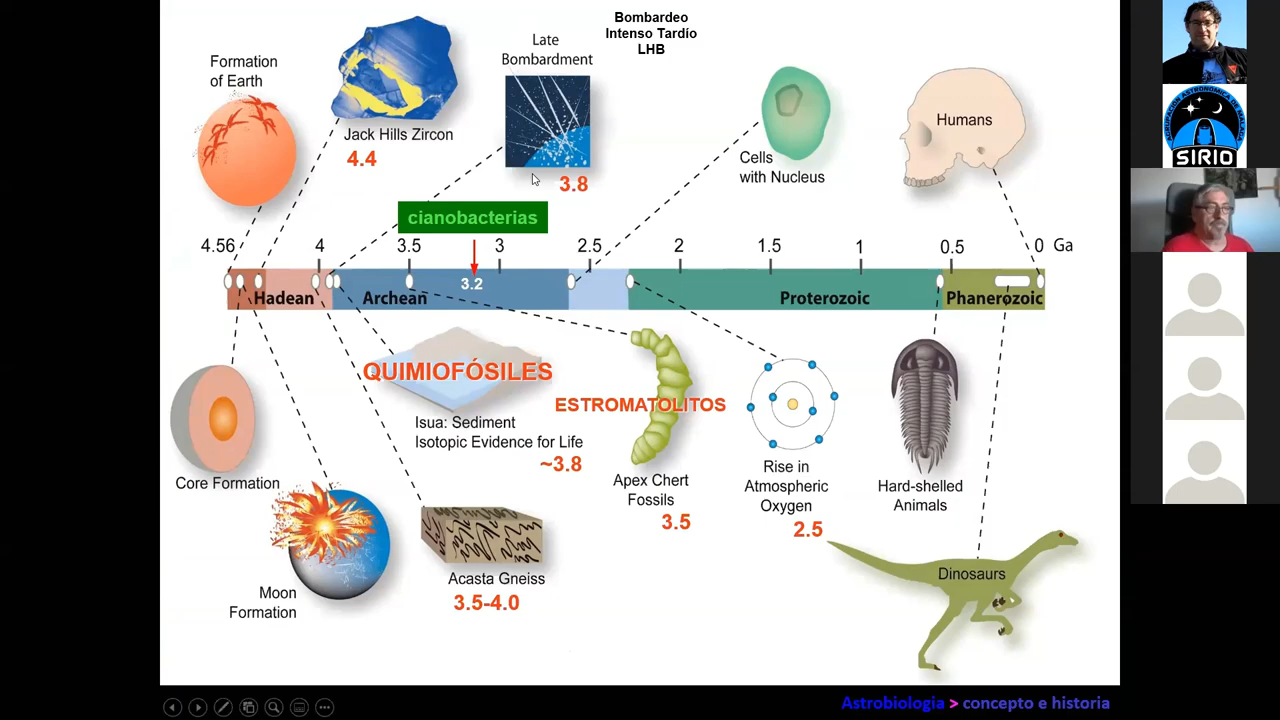 Bombardeo
Intenso Tardío
LHB
Formation
of Earth
Jack Hills Zircon
4.4
Late
Bombardment
3.8
Cells
with Nucleus
Humans
cianobacterias
4.56
4
3.5
3
2.5
2
1.5
1
0.5
0 Ga
Hadean
Archean
3.2
Proterozoic
Phanerozoic
Core Formation
QUIMIOFÓSILES
Isua: Sediment
Isotopic Evidence for Life
~3.8
ESTROMATOLITOS
Apex Chert
Fossils
3.5
Rise in
Atmospheric
Oxygen
2.5
Hard-shelled
Animals
Moon
Formation
Acasta Gneiss
3.5-4.0
Dinosaurs
Astrobiologia > concepto e historia
SIRIO